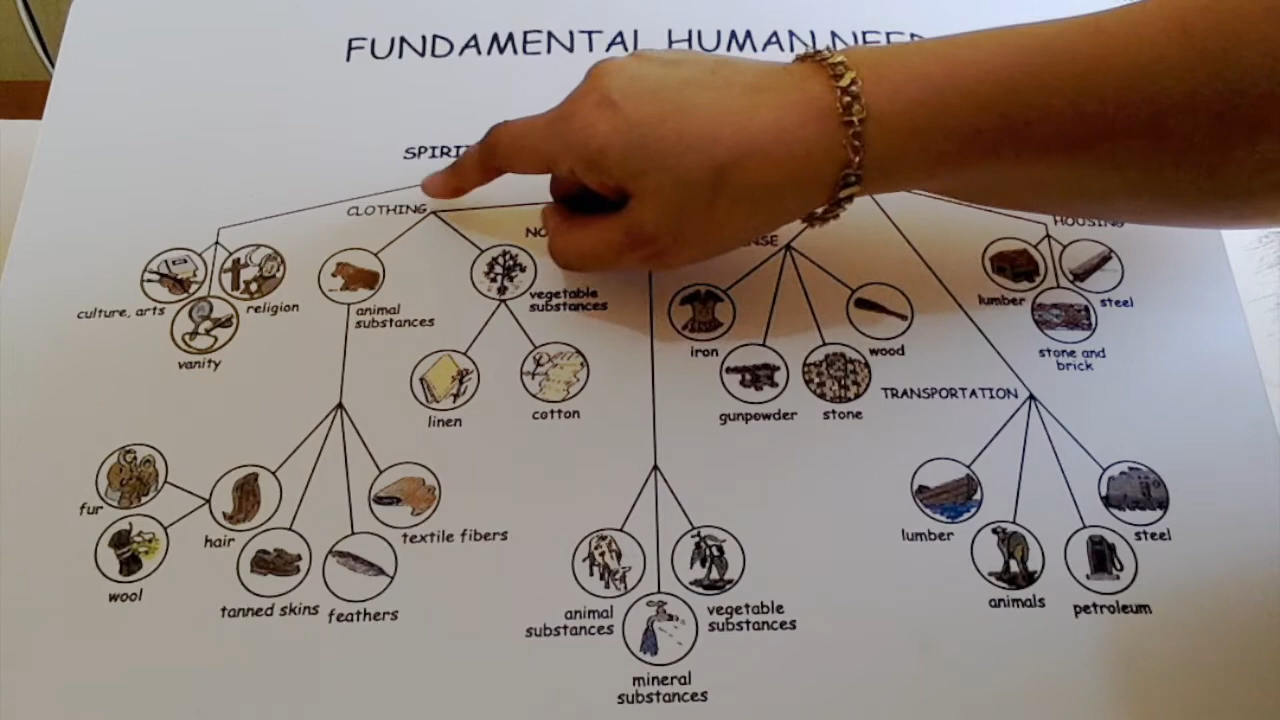 FUNDAMENTAL HUMAN
SPIRI
CLOTHING
HOUSING
culture, arts
religion
vanity
animal
substances
vegetable
substances
linen
cotton
iron
wood
gunpowder
stone
lumber
steel
stone and
brick
TRANSPORTATION
fur
wool
hair
tanned skins
feathers
textile fibers
animal
substances
vegetable
substances
mineral
substances
lumber
animals
petroleum
steel